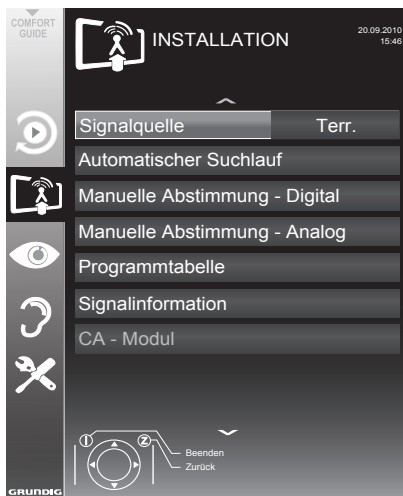 COMFORT
GUIDE
INSTALLATION
20.09.2010
15:46
Signalquelle Terr.
Automatischer Suchlauf
Manuelle Abstimmung - Digital
Manuelle Abstimmung - Analog
Programmtabelle
Signalinformation
CA - Modul
Z
Beenden
Zurück
GRUNDIG